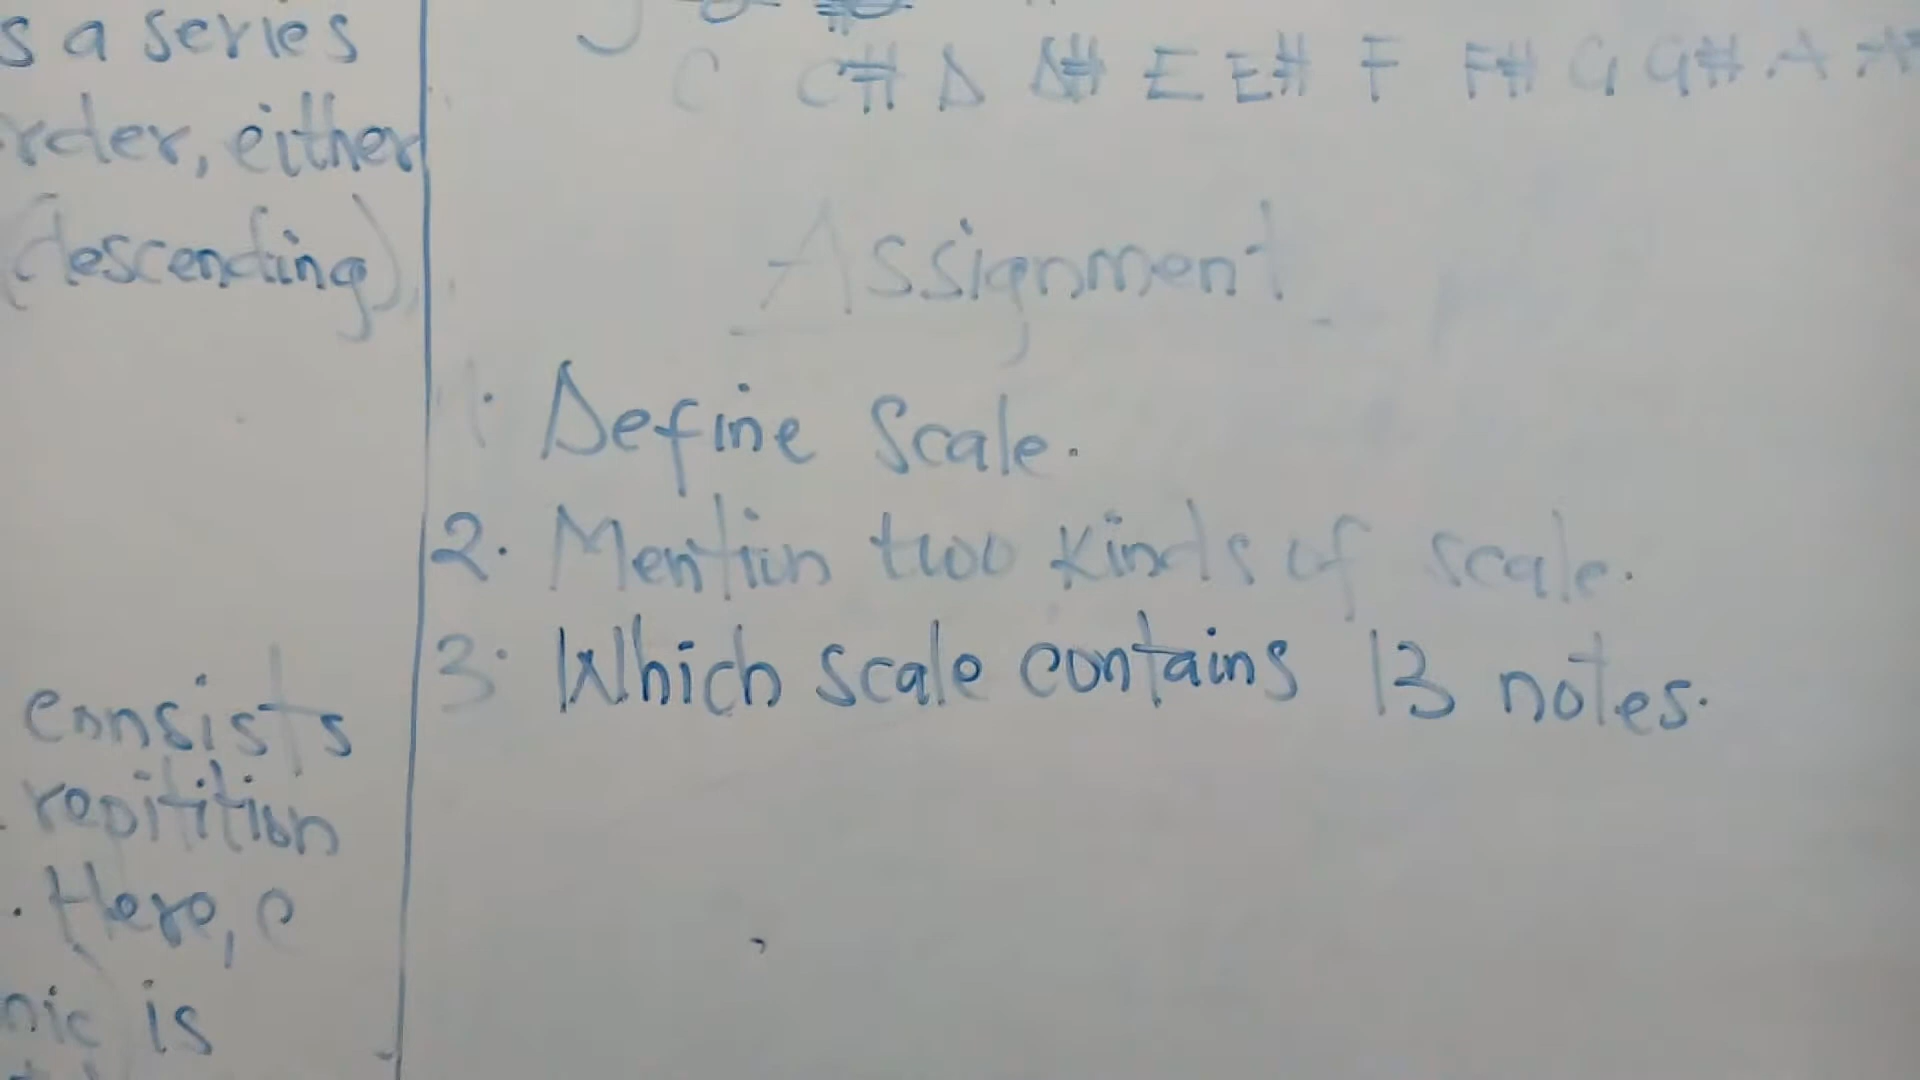 s a series
rder, either
(descending)
consists
repitition
. Here, e
nic is
C C# D D# E E# F F# G G# A A#
Assignment
1. Define Scale.
2. Mention two kinds of scale.
3. Which scale contains 13 notes.